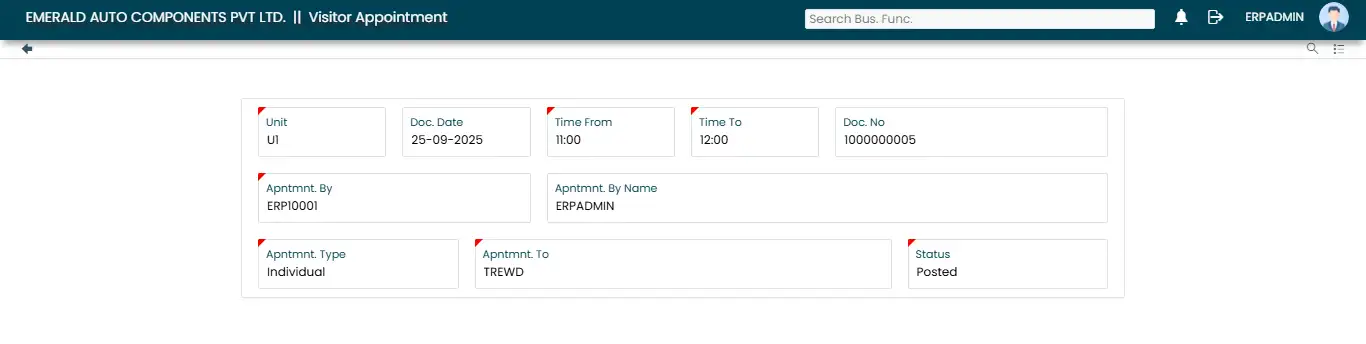 EMERALD AUTO COMPONENTS PVT LTD. || Visitor Appointment
Search Bus. Func.
ERPADMIN
Unit
U1
Doc. Date
25-09-2025
Time From
11:00
Time To
12:00
Doc. No
1000000005
Apntmnt. By
ERP10001
Apntmnt. By Name
ERPADMIN
Apntmnt. Type
Individual
Apntmnt. To
TREWD
Status
Posted